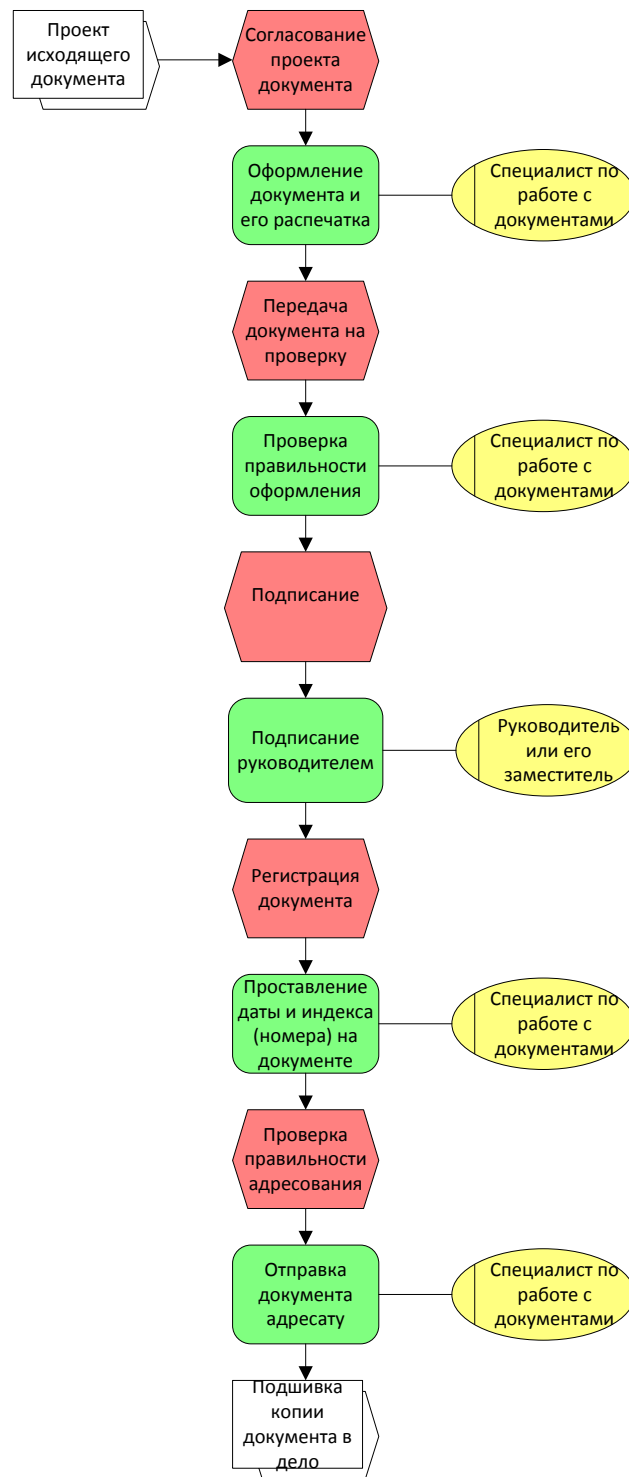 Проект
исходящего
документа
Согласование
проекта
документа
Оформление
документа и
его распечатка
Специалист по
работе с
документами
Передача
документа на
проверку
Проверка
правильности
оформления
Специалист по
работе с
документами
Подписание
Подписание
руководителем
Руководитель
или его
заместитель
Регистрация
документа
Проставление
даты и индекса
(номера) на
документе
Специалист по
работе с
документами
Проверка
правильности
адресования
Отправка
документа
адресату
Специалист по
работе с
документами
Подшивка
копии
документа в
дело